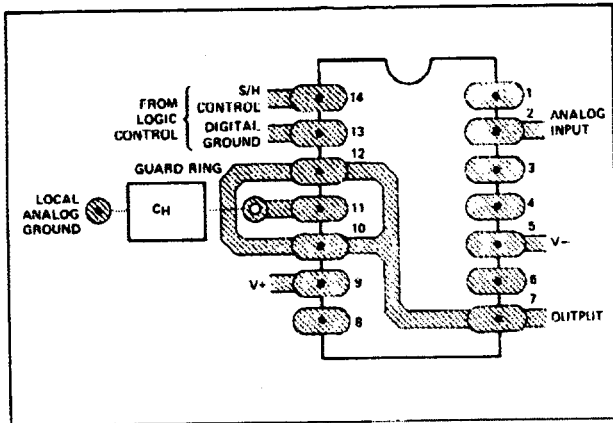 FROM
LOGIC
CONTROL
S/H
CONTROL
DIGITAL
GROUND
14
13
12
11
10
9
8
1
2
3
4
5
6
7
ANALOG
INPUT
GUARD RING
LOCAL
ANALOG
GROUND
CH
V+
V–
OUTPUT